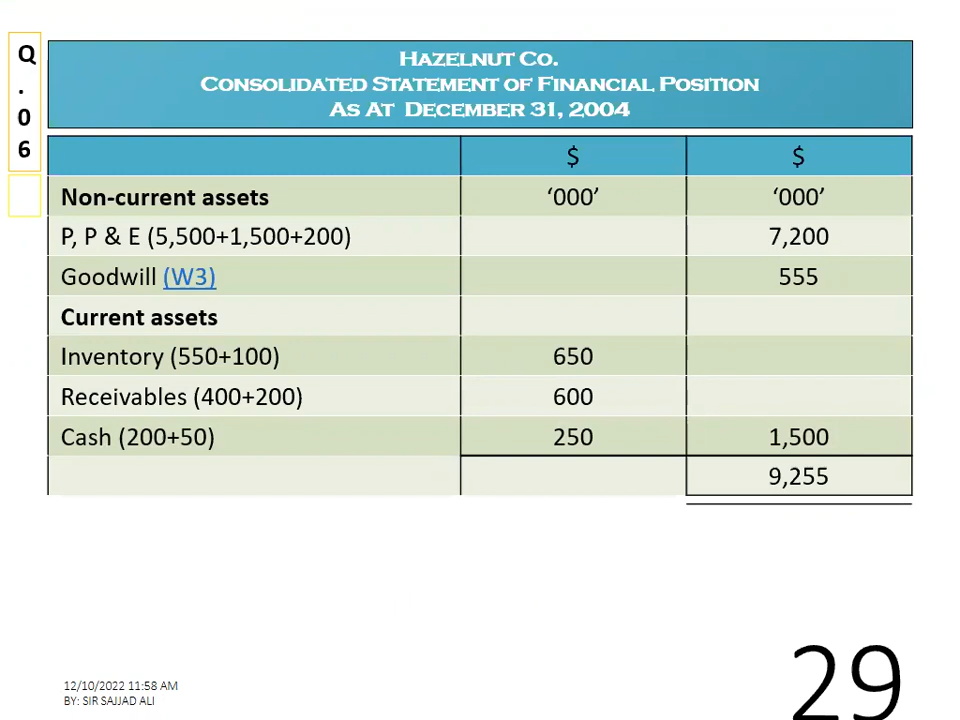 Q
.
0
6
HAZELNUT CO.
CONSOLIDATED STATEMENT OF FINANCIAL POSITION
AS AT DECEMBER 31, 2004
$ $
Non-current assets ‘000’ ‘000’
P, P & E (5,500+1,500+200) 7,200
Goodwill (W3) 555
Current assets
Inventory (550+100) 650
Receivables (400+200) 600
Cash (200+50) 250 1,500
9,255
12/10/2022 11:58 AM
BY: SIR SAJJAD ALI
29